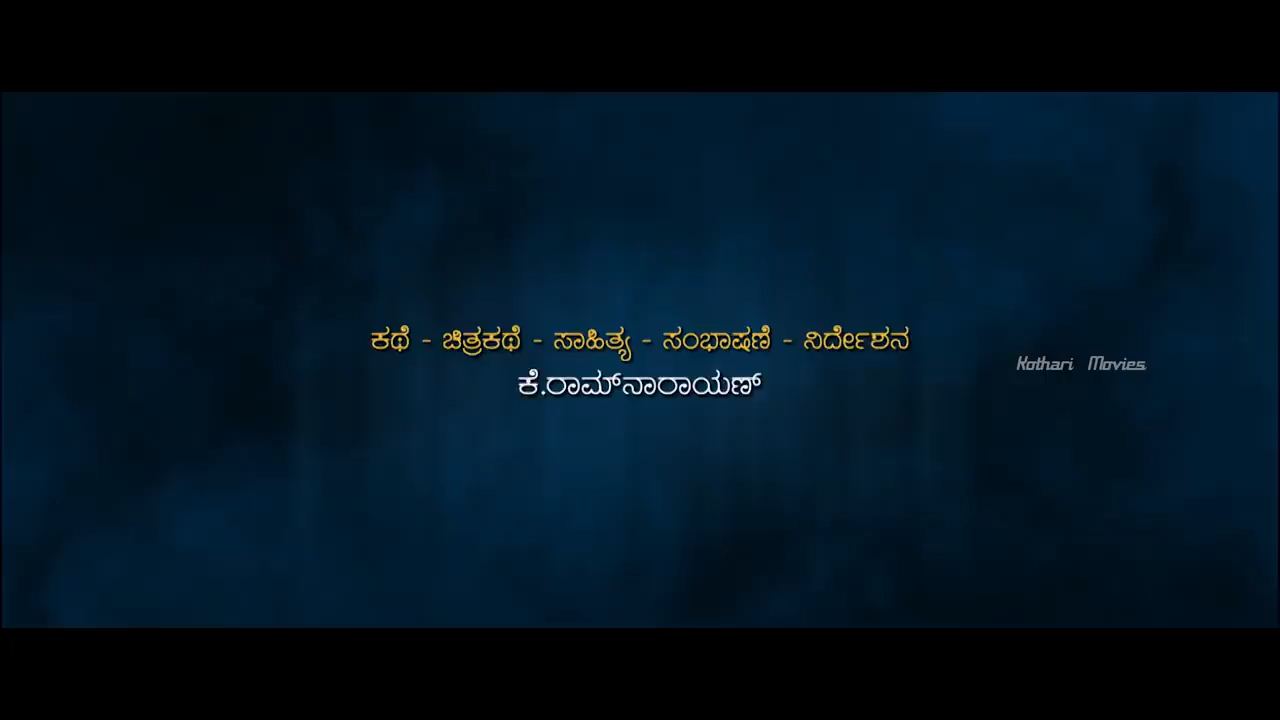 ಕಥೆ - ಚಿತ್ರಕಥೆ - ಸಾಹಿತ್ಯ - ಸಂಭಾಷಣೆ - ನಿರ್ದೇಶನ
ಕೆ.ರಾಮ್‌ನಾರಾಯಣ್
Kothari Movies